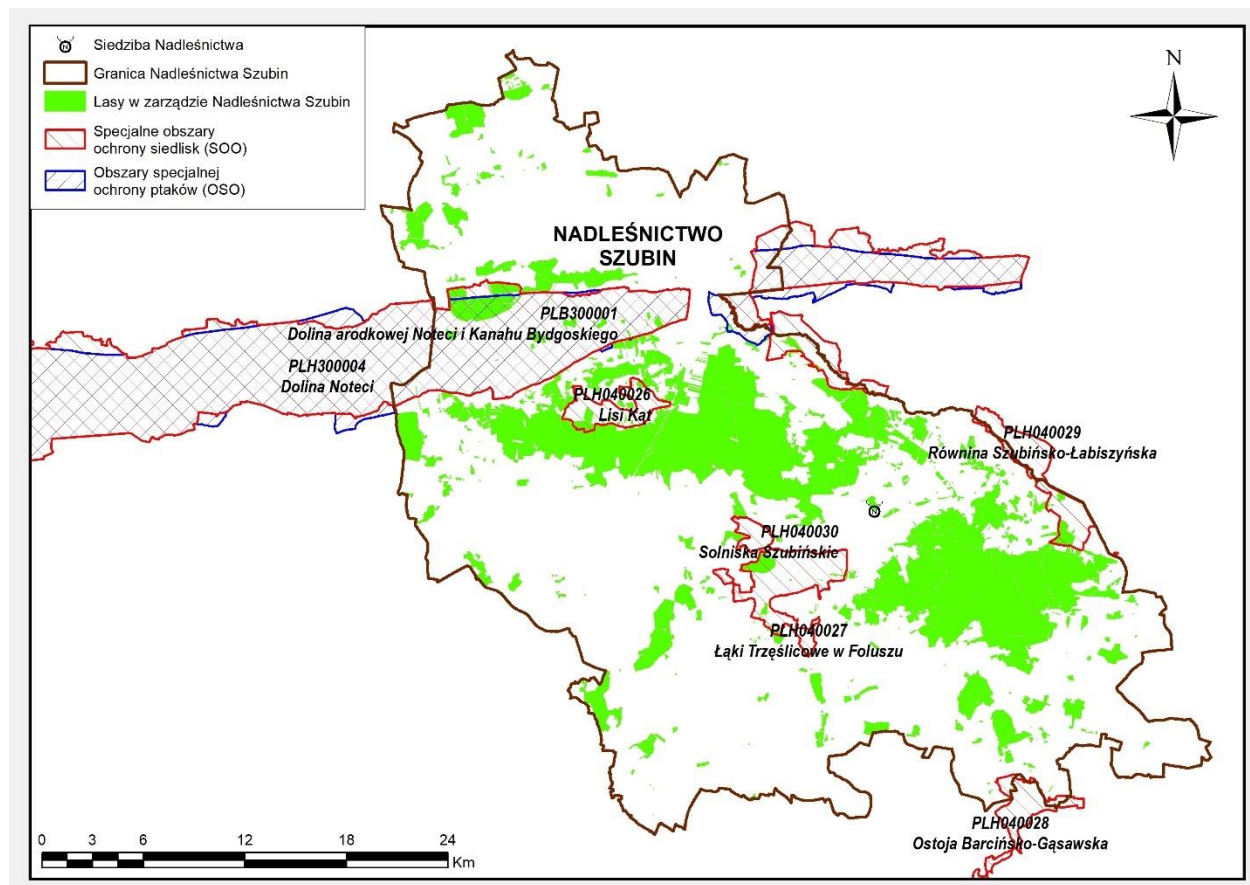 Siedziba Nadleśnictwa
Granica Nadleśnictwa Szubin
Lasy w zarządzie Nadleśnictwa Szubin
Specjalne obszary
ochrony siedlisk (SOO)
Obszary specjalnej
ochrony ptaków (OSO)
N
NADLEŚNICTWO
SZUBIN
PLB300001
Dolina arodkowej Noteci i Kanahu Bydgoskiego
PLH300004
Dolina Noteci
PLH040026
Lisi Kąt
PLH040029
Równina Szubińsko-Łabiszyńska
N
PLH040030
Solniska Szubińskie
PLH040027
Łąki Trzęślicowe w Foluszu
PLH040028
Ostoja Barcińsko-Gąsawska
0 3 6 12 18 24
Km